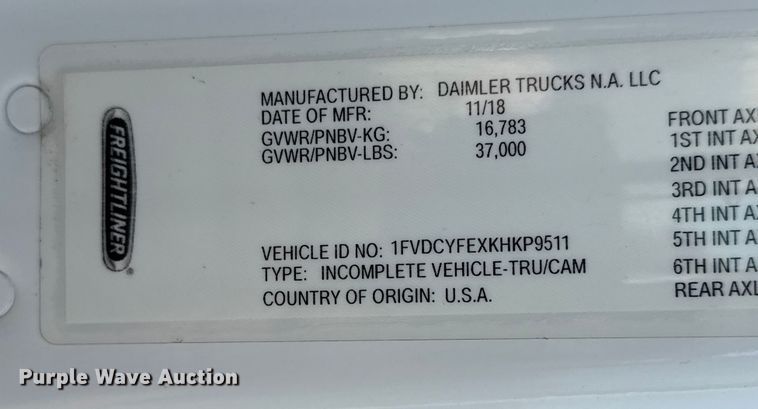 FREIGHTLINER
MANUFACTURED BY: DAIMLER TRUCKS N.A. LLC
DATE OF MFR: 11/18
GVWR/PNBV-KG: 16,783
GVWR/PNBV-LBS: 37,000
VEHICLE ID NO: 1FVDCYFEXKHKP9511
TYPE: INCOMPLETE VEHICLE-TRU/CAM
COUNTRY OF ORIGIN: U.S.A.
FRONT AX
1ST INT AX
2ND INT AX
3RD INT A
4TH INT A
5TH INT A
6TH INT A
REAR AXL
Purple Wave Auction